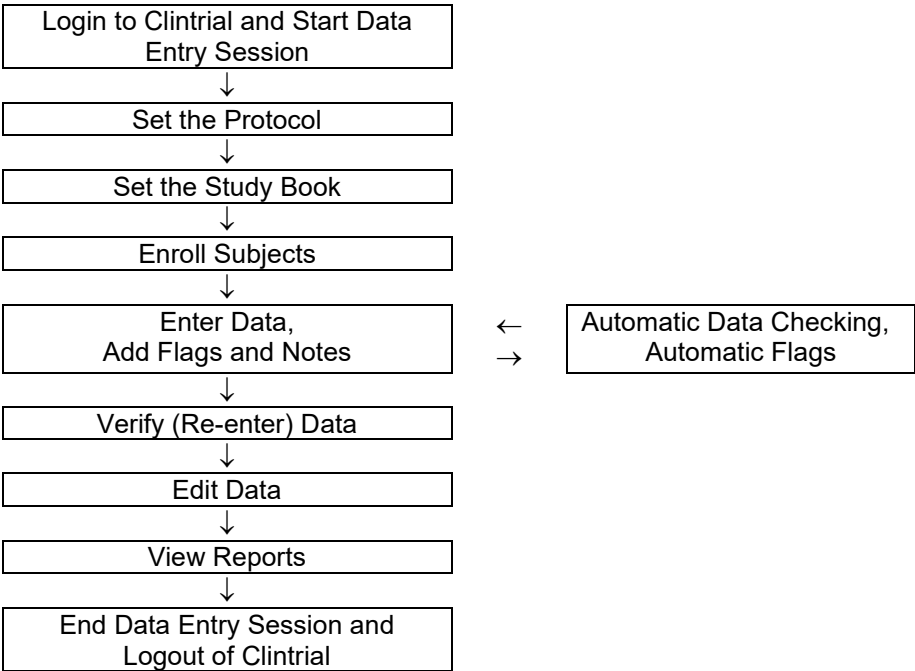 Login to Clintrial and Start Data
Entry Session
↓
Set the Protocol
↓
Set the Study Book
↓
Enroll Subjects
↓
Enter Data,
Add Flags and Notes
←
→
Automatic Data Checking,
Automatic Flags
↓
Verify (Re-enter) Data
↓
Edit Data
↓
View Reports
↓
End Data Entry Session and
Logout of Clintrial